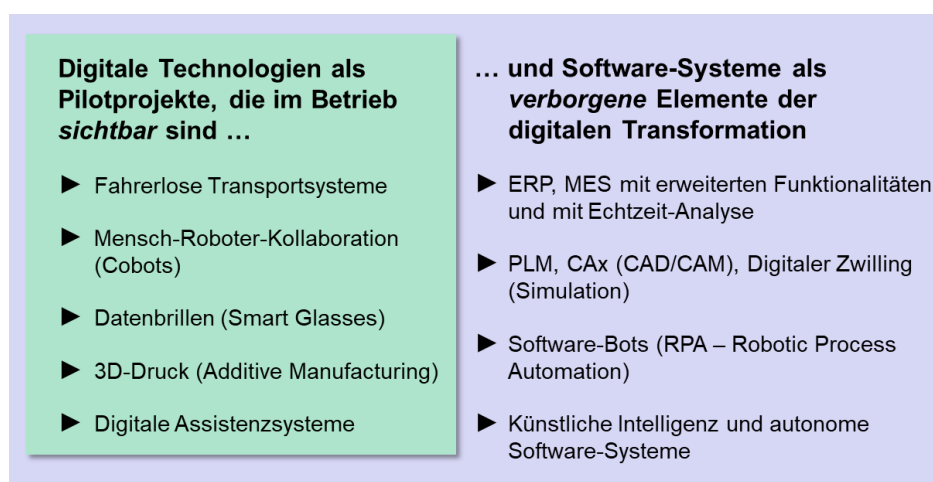 Digitale Technologien als
Pilotprojekte, die im Betrieb
sichtbar sind …
► Fahrerlose Transportsysteme
► Mensch-Roboter-Kollaboration
(Cobots)
► Datenbrillen (Smart Glasses)
► 3D-Druck (Additive Manufacturing)
► Digitale Assistenzsysteme
… und Software-Systeme als
verborgene Elemente der
digitalen Transformation
► ERP, MES mit erweiterten Funktionalitäten
und mit Echtzeit-Analyse
► PLM, CAx (CAD/CAM), Digitaler Zwilling
(Simulation)
► Software-Bots (RPA – Robotic Process
Automation)
► Künstliche Intelligenz und autonome
Software-Systeme